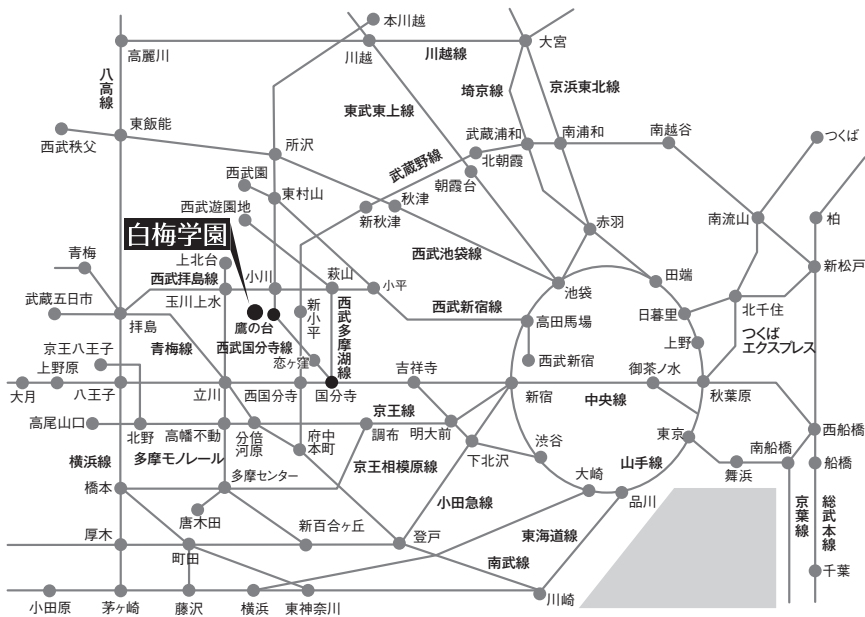 本川越
高麗川
川越
川越線
大宮
八高線
埼京線
京浜東北線
東武東上線
東飯能
西武秩父
所沢
武蔵浦和
南浦和
南越谷
つくば
北朝霞
武蔵野線
朝霞台
西武園
東村山
秋津
新秋津
西武遊園地
赤羽
南流山
柏
白梅学園
西武池袋線
上北台
青梅
西武拝島線
小川
萩山
小平
池袋
田端
新松戸
武蔵五日市
玉川上水
拝島
鷹の台
新小平
西武多摩湖線
西武新宿線
高田馬場
日暮里
北千住
京王八王子
青梅線
西武国分寺線
恋ヶ窪
上野
つくば
エクスプレス
上野原
吉祥寺
西武新宿
御茶ノ水
大月
八王子
立川
西国分寺
国分寺
新宿
中央線
秋葉原
高尾山口
北野
高幡不動
分倍
河原
京王線
府中
本町
調布
明大前
東京
西船橋
横浜線
多摩モノレール
京王相模原線
下北沢
渋谷
山手線
南船橋
舞浜
船橋
橋本
多摩センター
大崎
品川
小田急線
唐木田
新百合ヶ丘
京葉線
総武本線
厚木
町田
登戸
東海道線
南武線
千葉
小田原
茅ヶ崎
藤沢
横浜
東神奈川
川崎